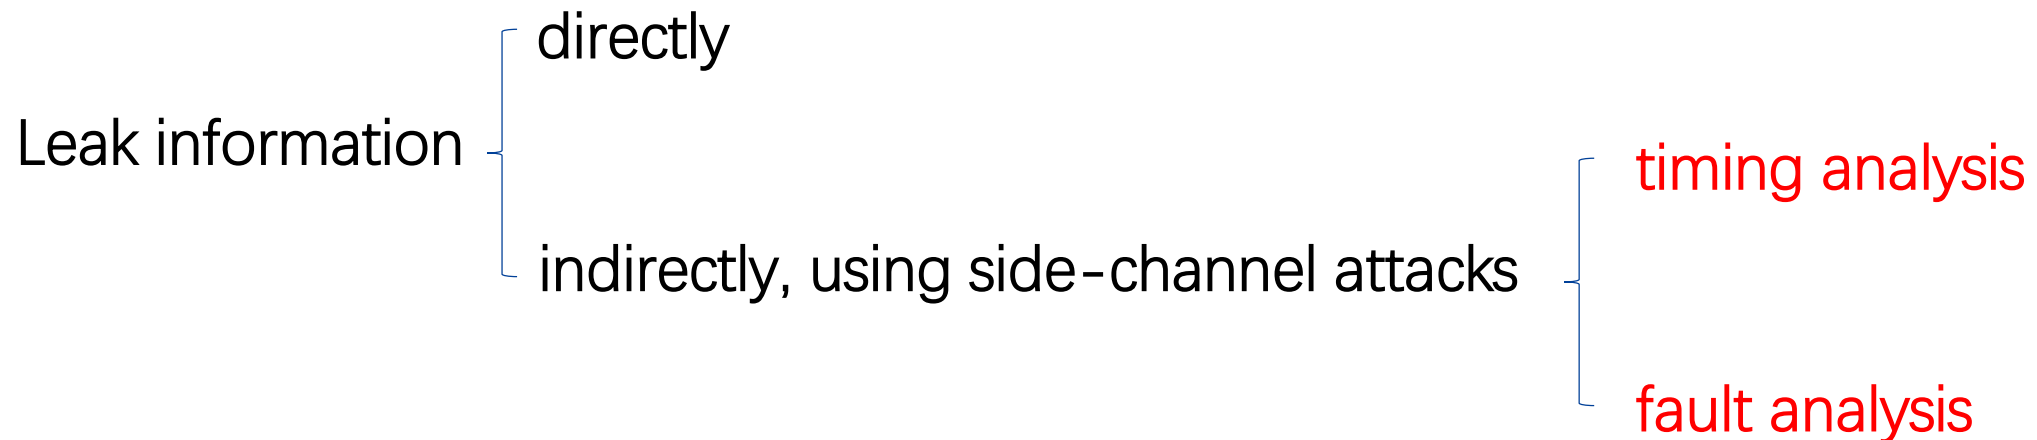 directly
Leak information
timing analysis
indirectly, using side-channel attacks
fault analysis